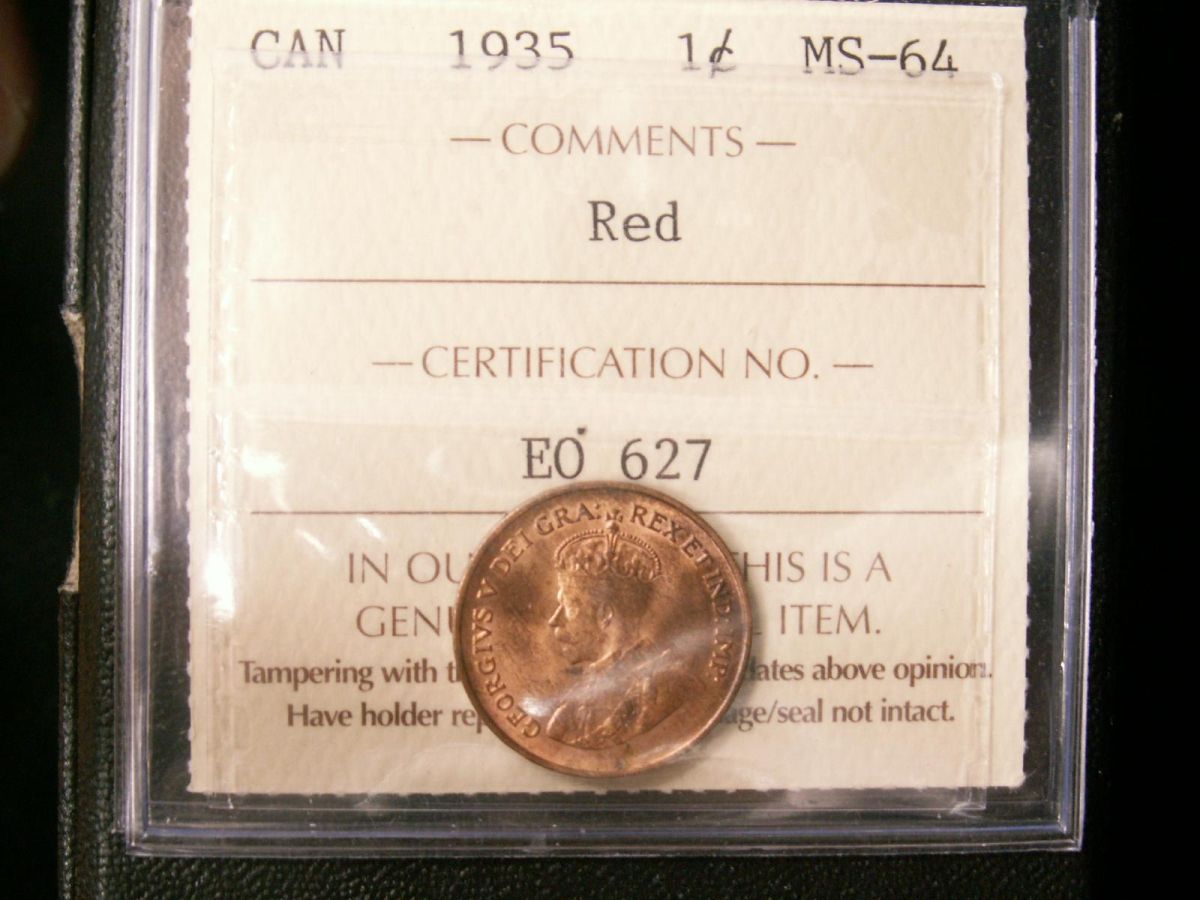 CAN 1935 1¢ MS-64
— COMMENTS —
Red
— CERTIFICATION NO. —
EO 627
IN OU HIS IS A
GENU ITEM.
Tampering with t dates above opinion.
Have holder rep age/seal not intact.
GEORGIVS V DEI GRA: REX ET IND: IMP: